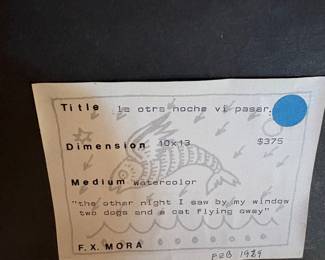 Title la otra noche vi pasar,
Dimension 10x13 $375
Medium watercolor
"the other night I saw by my window
two dogs and a cat flying away"
F.X. MORA
FEB 1989